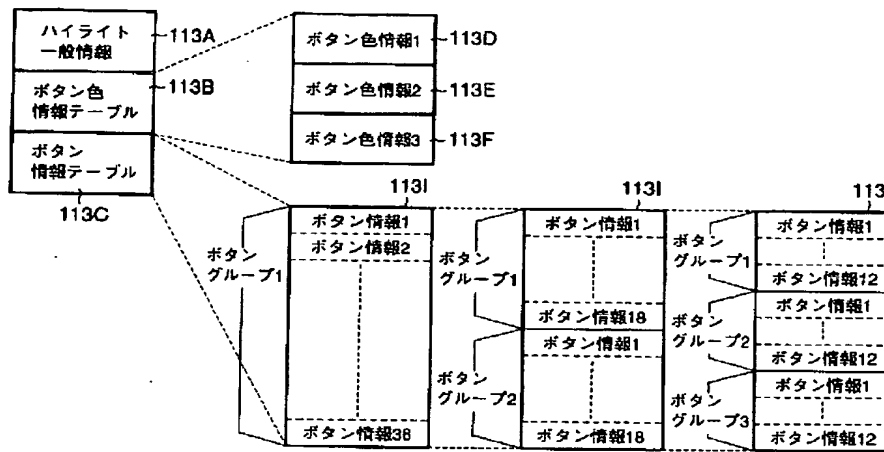 ハイライト
一般情報
113A
ボタン色
情報テーブル
113B
ボタン
情報テーブル
113C
ボタン色情報1
113D
ボタン色情報2
113E
ボタン色情報3
113F
113I
ボタン
グループ1
ボタン情報1
ボタン情報2
ボタン情報36
113I
ボタン
グループ1
ボタン情報1
ボタン情報18
ボタン
グループ2
ボタン情報1
ボタン情報18
113
ボタン
グループ1
ボタン情報1
ボタン情報12
ボタン
グループ2
ボタン情報1
ボタン情報12
ボタン
グループ3
ボタン情報1
ボタン情報12